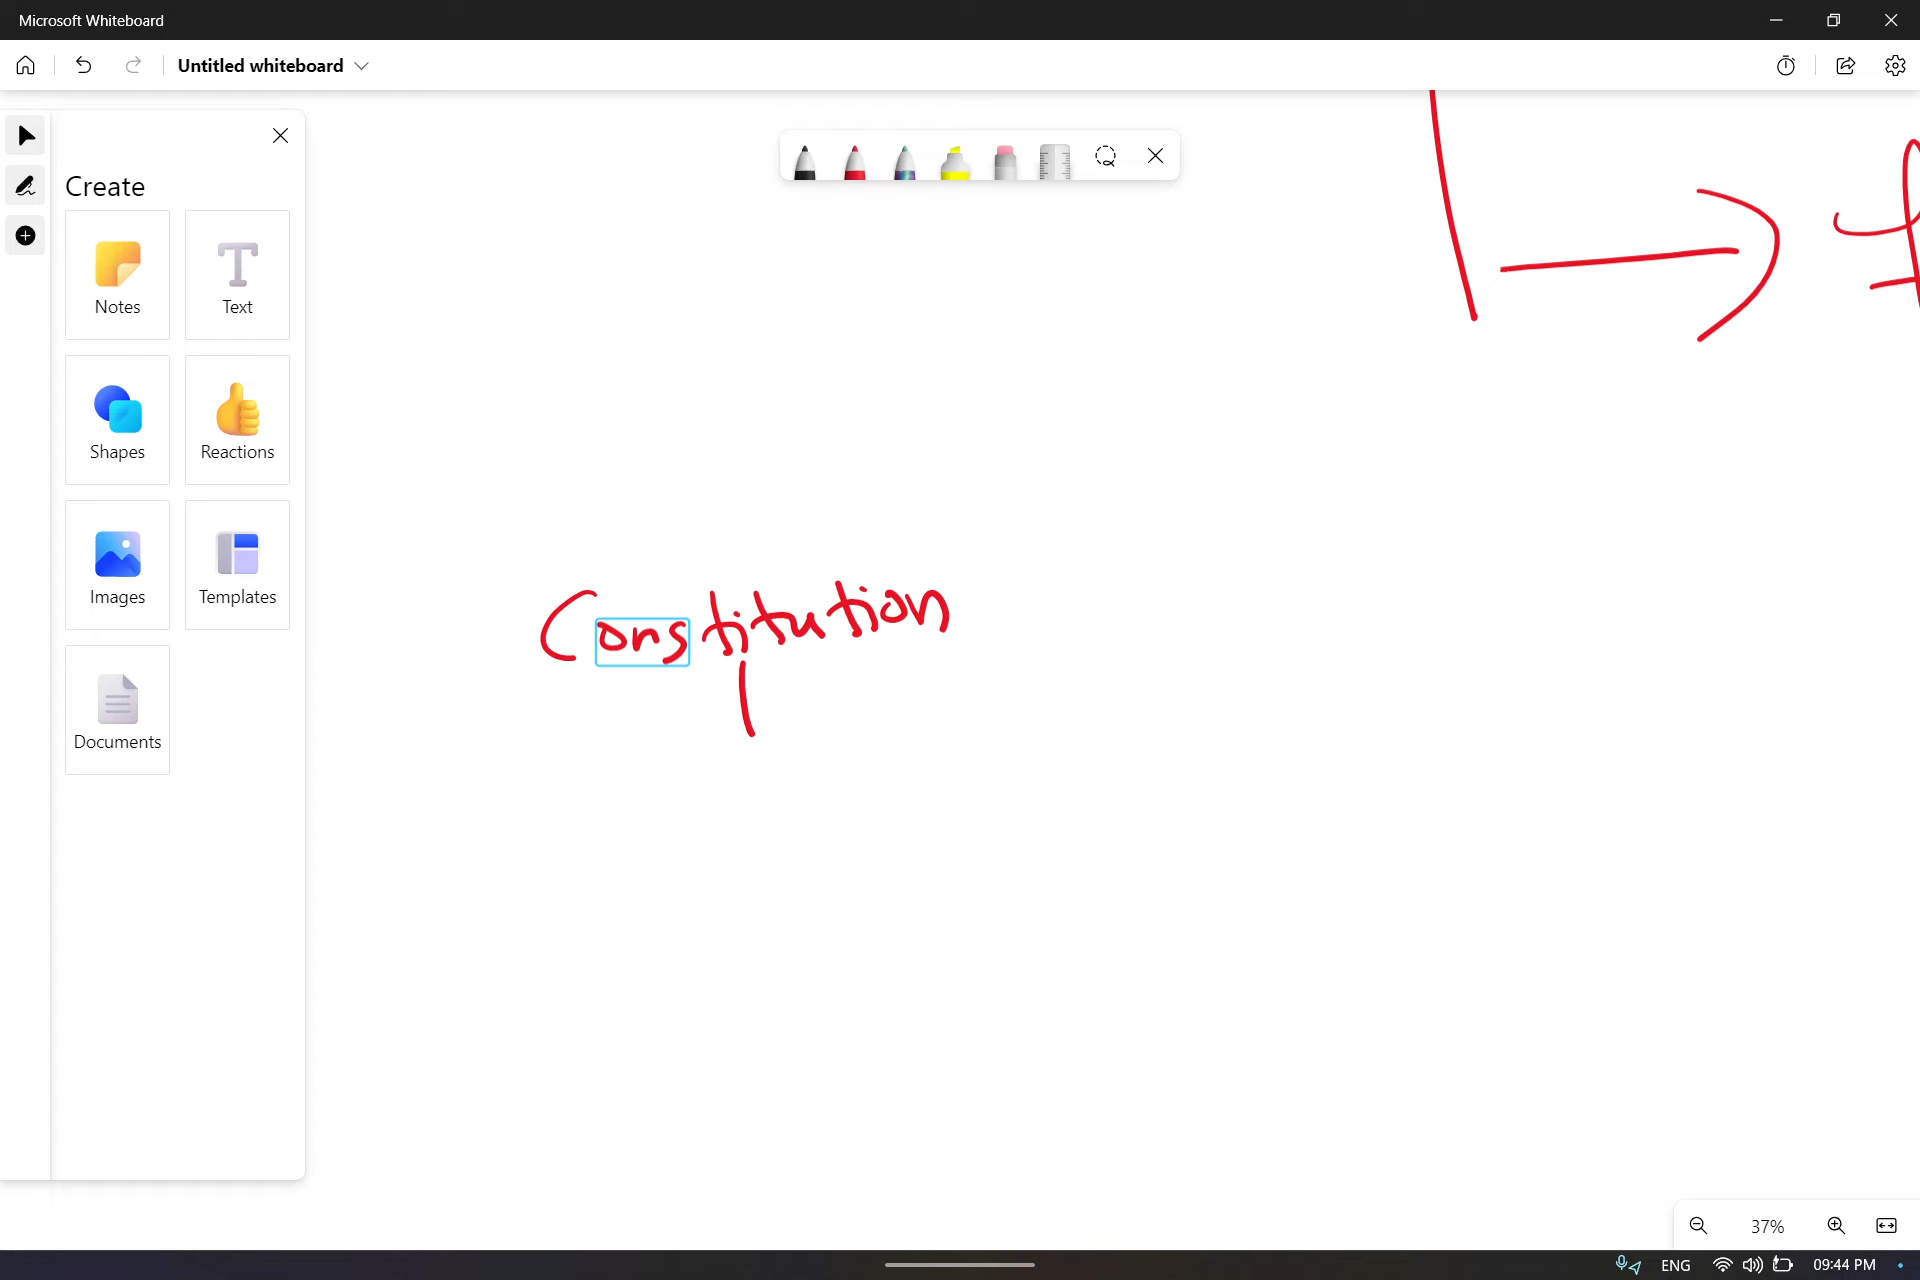 Microsoft Whiteboard
Untitled whiteboard
Create
Notes
Text
Shapes
Reactions
Images
Templates
Documents
Constitution
37%
ENG
09:44 PM